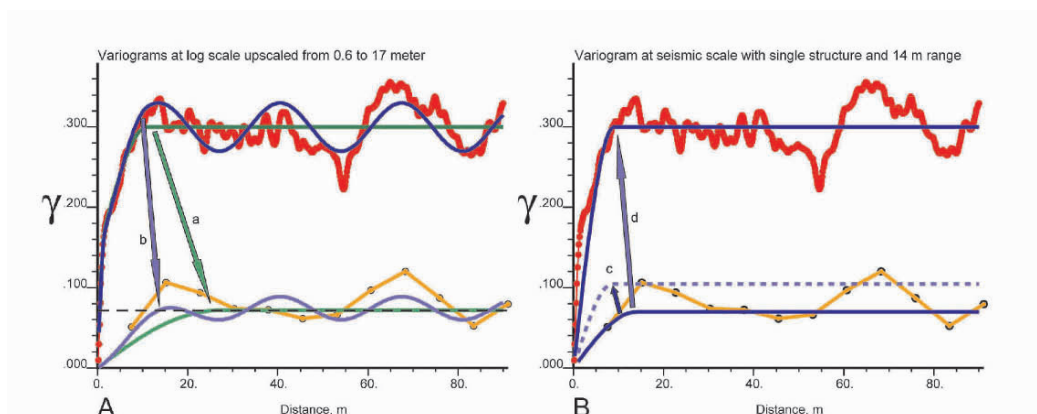 Variograms at log scale upscaled from 0.6 to 17 meter
.300
.200
γ
.100
.000
a
b
0. 20. 40. 60. 80.
A
Distance, m
Variogram at seismic scale with single structure and 14 m range
.300
.200
γ
.100
.000
d
c
0. 20. 40. 60. 80.
B
Distance, m